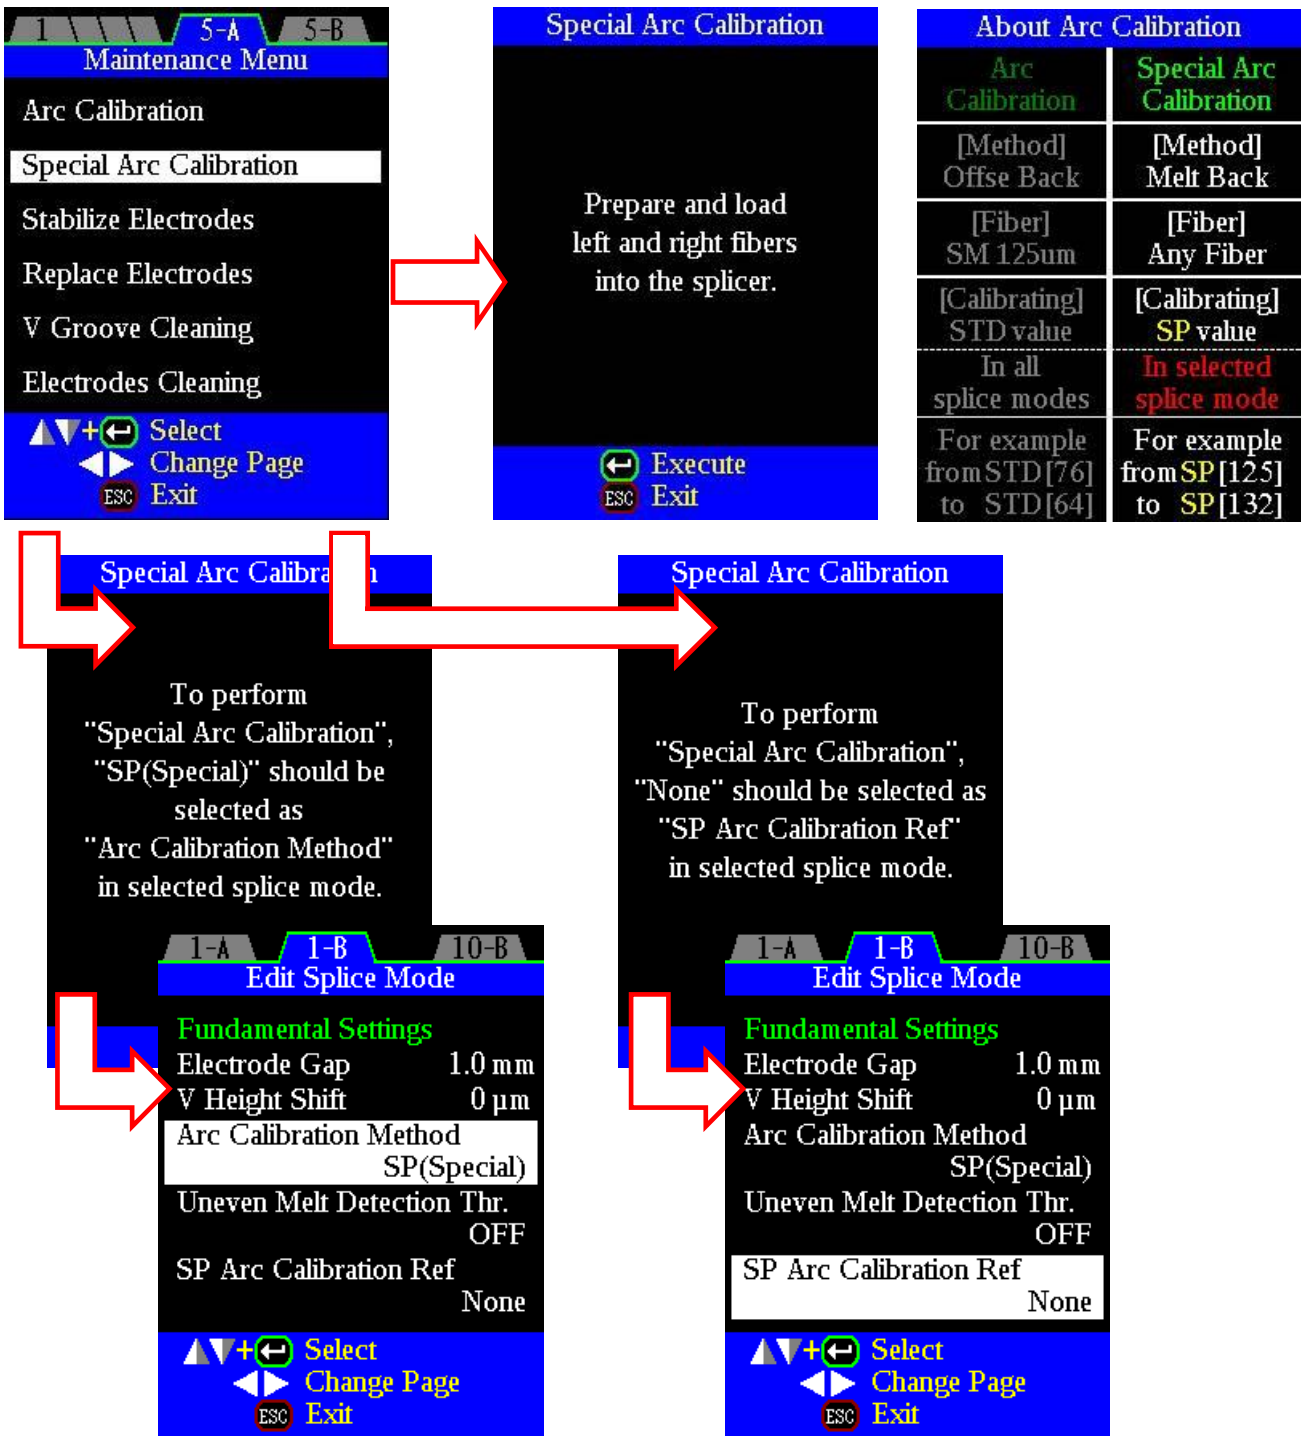 1 5-A 5-B
Maintenance Menu
Arc Calibration
Special Arc Calibration
Stabilize Electrodes
Replace Electrodes
V Groove Cleaning
Electrodes Cleaning
+ Select
Change Page
ESC Exit
Special Arc Calibration
Prepare and load
left and right fibers
into the splicer.
Execute
ESC Exit
About Arc Calibration
Arc
Calibration
[Method]
Offse Back
[Fiber]
SM 125um
[Calibrating]
STD value
In all
splice modes
For example
from STD[76]
to STD[64]
Special Arc
Calibration
[Method]
Melt Back
[Fiber]
Any Fiber
[Calibrating]
SP value
In selected
splice mode
For example
from SP[125]
to SP[132]
Special Arc Calibra n
To perform
"Special Arc Calibration",
"SP(Special)" should be
selected as
"Arc Calibration Method"
in selected splice mode.
1-A 1-B 10-B
Edit Splice Mode
Fundamental Settings
Electrode Gap 1.0 mm
V Height Shift 0 µm
Arc Calibration Method
SP(Special)
Uneven Melt Detection Thr.
OFF
SP Arc Calibration Ref
None
+ Select
Change Page
ESC Exit
Special Arc Calibration
To perform
"Special Arc Calibration",
"None" should be selected as
"SP Arc Calibration Ref"
in selected splice mode.
1-A 1-B 10-B
Edit Splice Mode
Fundamental Settings
Electrode Gap 1.0 mm
V Height Shift 0 µm
Arc Calibration Method
SP(Special)
Uneven Melt Detection Thr.
OFF
SP Arc Calibration Ref
None
+ Select
Change Page
ESC Exit